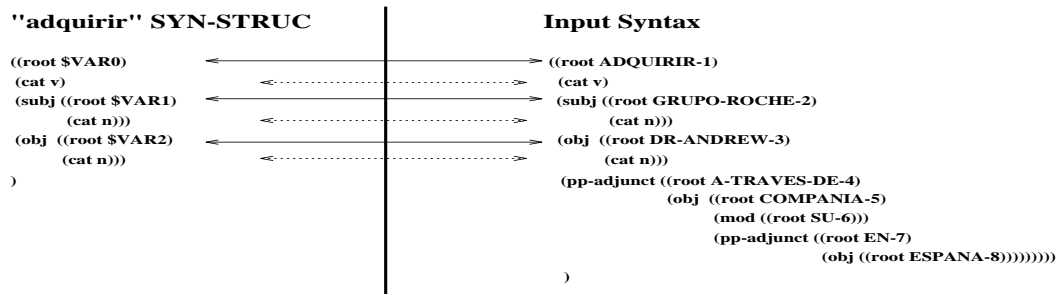 "adquirir" SYN-STRUC
((root $VAR0)
(cat v)
(subj ((root $VAR1)
(cat n)))
(obj ((root $VAR2)
(cat n)))
)
Input Syntax
((root ADQUIRIR-1)
(cat v)
(subj ((root GRUPO-ROCHE-2)
(cat n)))
(obj ((root DR-ANDREW-3)
(cat n)))
(pp-adjunct ((root A-TRAVES-DE-4)
(obj ((root COMPANIA-5)
(mod ((root SU-6)))
(pp-adjunct ((root EN-7)
(obj ((root ESPANA-8)))))))))
)